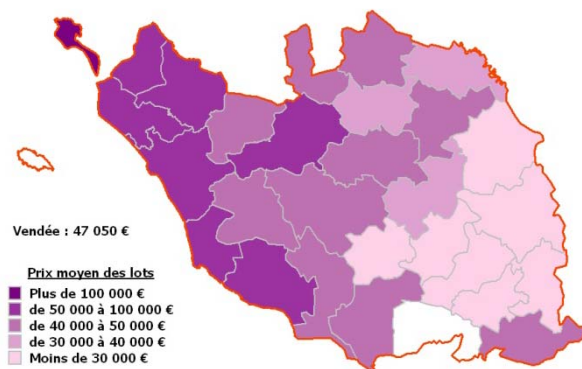 Vendée : 47 050 €
Prix moyen des lots
Plus de 100 000 €
de 50 000 à 100 000 €
de 40 000 à 50 000 €
de 30 000 à 40 000 €
Moins de 30 000 €